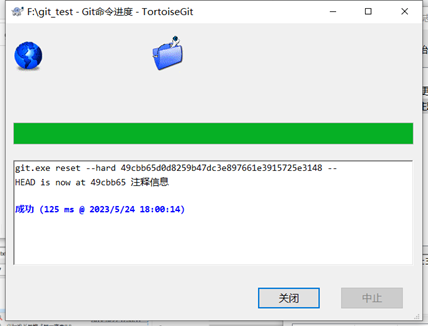 F:\git_test - Git命令进度 - TortoiseGit
git.exe reset --hard 49cbb65d0d8259b47dc3e897661e3915725e3148 --
HEAD is now at 49cbb65 注释信息
成功 (125 ms @ 2023/5/24 18:00:14)
关闭
中止